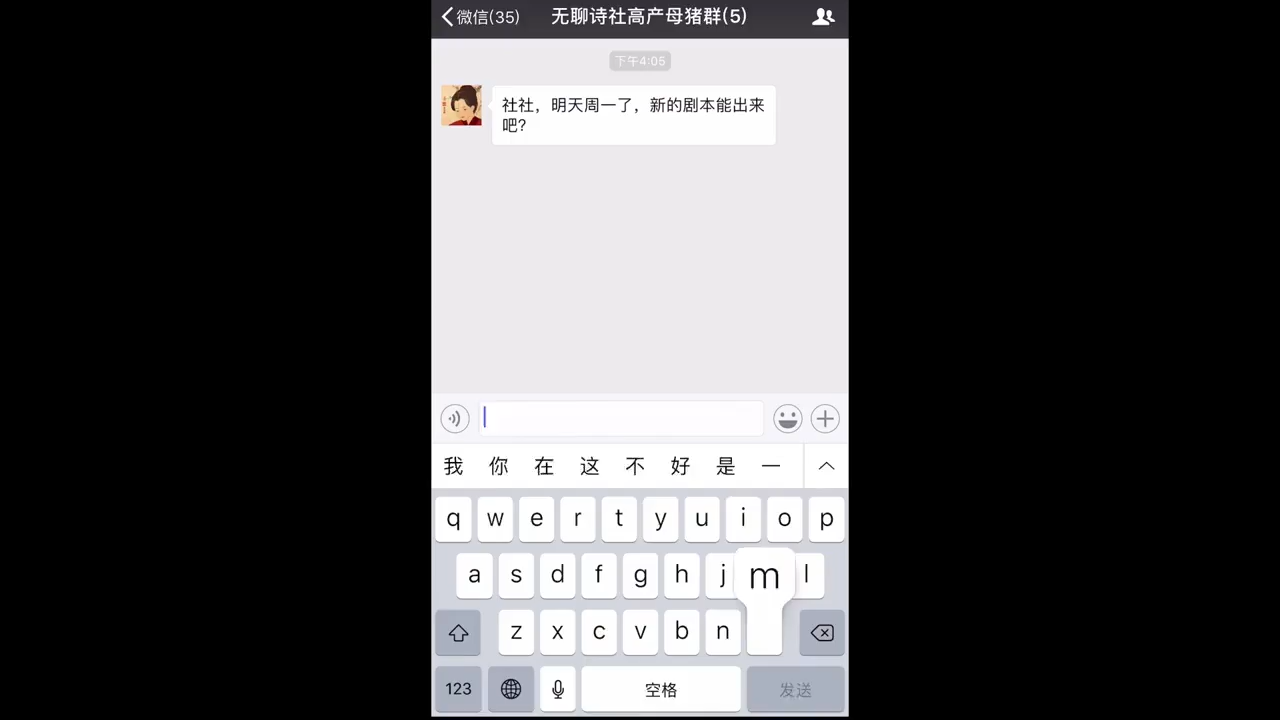 微信(35) 无聊诗社高产母猪群(5)
下午4:05
社社，明天周一了，新的剧本能出来
吧？
我 你 在 这 不 好 是 一
q w e r t y u i o p
a s d f g h j m l
z x c v b n
123 空格 发送